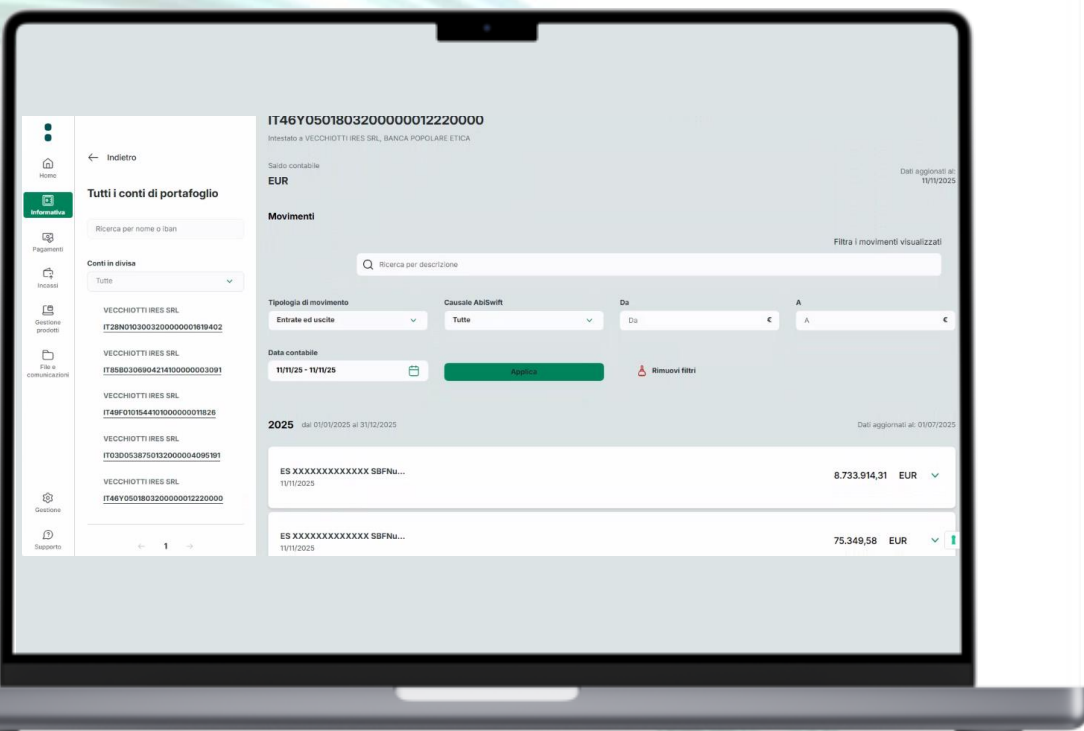 Home
Informativa
Pagamenti
Incassi
Gestione
prodotti
File e
comunicazioni
Gestione
Supporto
← Indietro
Tutti i conti di portafoglio
Ricerca per nome o iban
Conti in divisa
Tutte
VECCHIOTTI IRES SRL
IT28N0103003200000001619402
VECCHIOTTI IRES SRL
IT85B0306904214100000003091
VECCHIOTTI IRES SRL
IT49F0101544101000000011826
VECCHIOTTI IRES SRL
IT03D0538750132000004095191
VECCHIOTTI IRES SRL
IT46Y0501803200000012220000
← 1 →
IT46Y0501803200000012220000
Intestato a VECCHIOTTI IRES SRL, BANCA POPOLARE ETICA
Saldo contabile
EUR
Dati aggionati al:
11/11/2025
Movimenti
Filtra i movimenti visualizzati
Ricerca per descrizione
Tipologia di movimento
Causale AbiSwift
Da
A
Entrate ed uscite
Tutte
Da €
A €
Data contabile
11/11/25 - 11/11/25
Applica
Rimuovi filtri
2025 dal 01/01/2025 al 31/12/2025
Dati aggiornati al: 01/07/2025
ES XXXXXXXXXXXXX SBFNu...
11/11/2025
8.733.914,31 EUR
ES XXXXXXXXXXXXX SBFNu...
11/11/2025
75.349,58 EUR